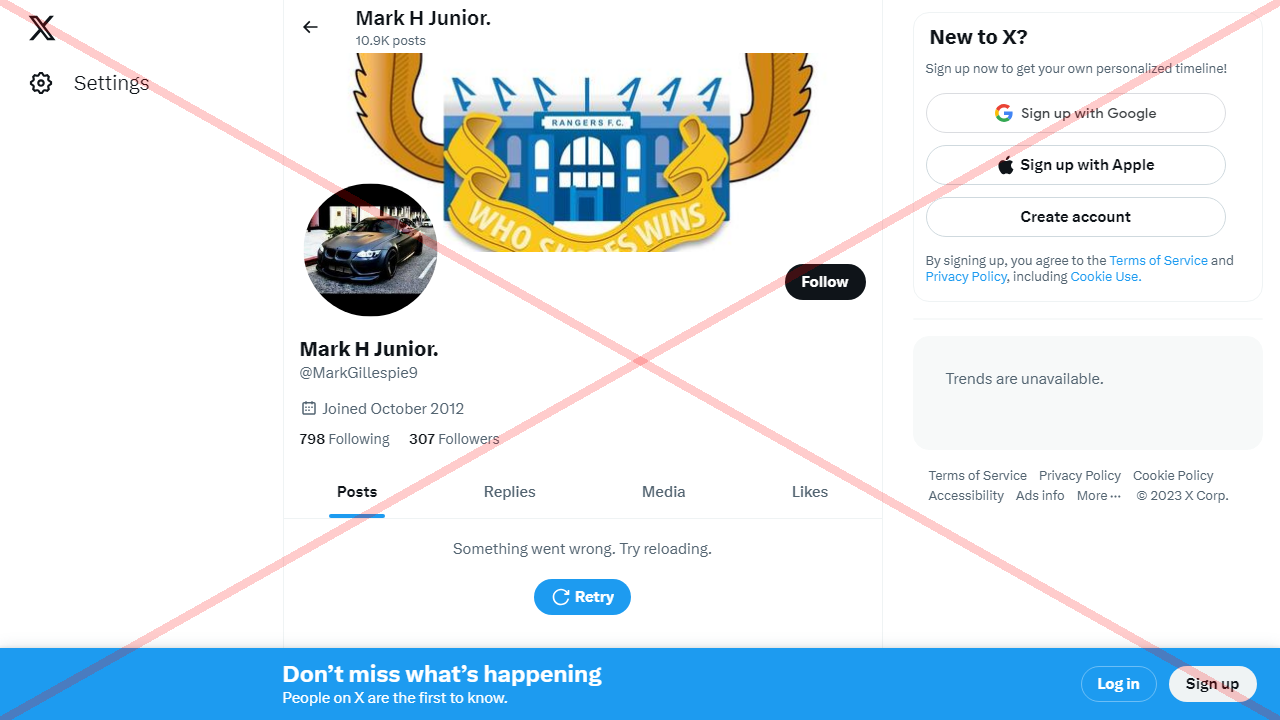 Mark H Junior.
10.9K posts
Settings
RANGERS F.C.
WHO WINS
Follow
Mark H Junior.
@MarkGillespie9
Joined October 2012
798 Following 307 Followers
Posts Replies Media Likes
Something went wrong. Try reloading.
Retry
New to X?
Sign up now to get your own personalized timeline!
Sign up with Google
Sign up with Apple
Create account
By signing up, you agree to the Terms of Service and
Privacy Policy, including Cookie Use.
Trends are unavailable.
Terms of Service Privacy Policy Cookie Policy
Accessibility Ads info More ··· © 2023 X Corp.
Don’t miss what’s happening
People on X are the first to know.
Log in
Sign up